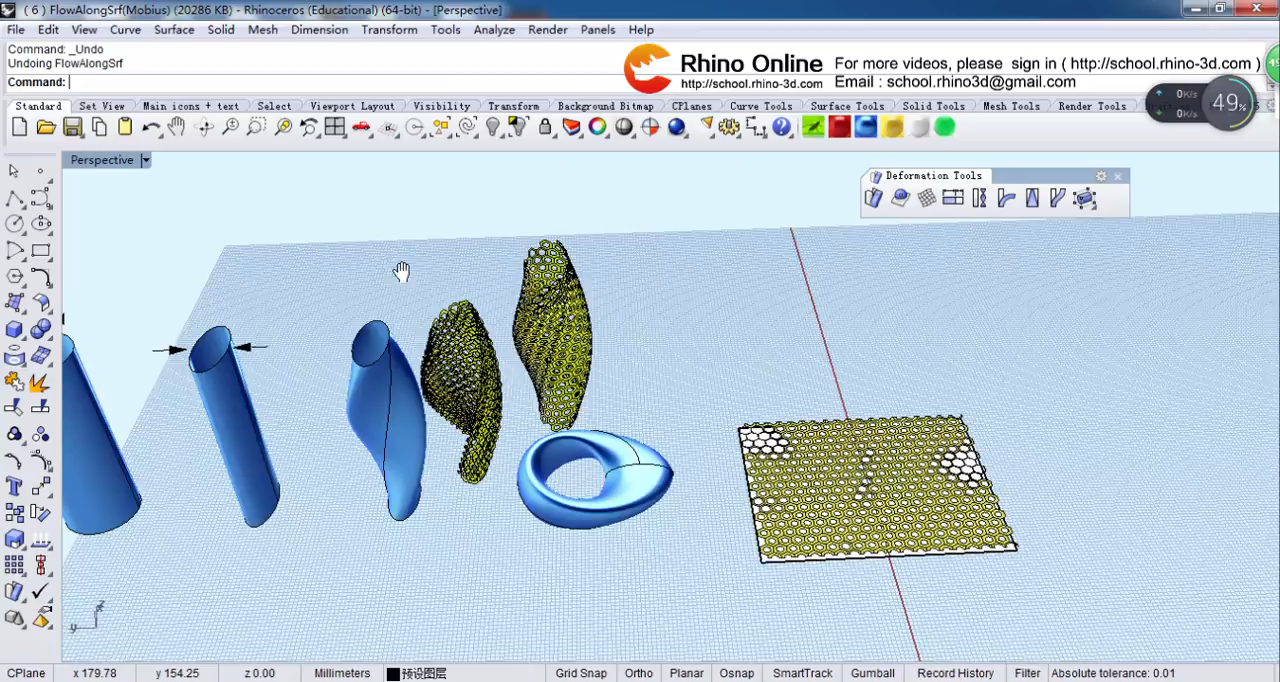 ( 6 ) FlowAlongSrf(Mobius) (20286 KB) - Rhinoceros (Educational) (64-bit) - [Perspective]
File Edit View Curve Surface Solid Mesh Dimension Transform Tools Analyze Render Panels Help
Command: _Undo
Undoing FlowAlongSrf
Command:
Rhino Online
http://school.rhino-3d.com
For more videos, please sign in ( http://school.rhino-3d.com )
Email : school.rhino3d@gmail.com
0K/s
0K/s
49%
Standard Set View Main icons + text Select Viewport Layout Visibility Transform Background Bitmap CPlanes Curve Tools Surface Tools Solid Tools Mesh Tools Render Tools
Perspective
Deformation Tools
z
y
CPlane x 179.78 y 154.25 z 0.00 Millimeters 预设图层 Grid Snap Ortho Planar Osnap SmartTrack Gumball Record History Filter Absolute tolerance: 0.01